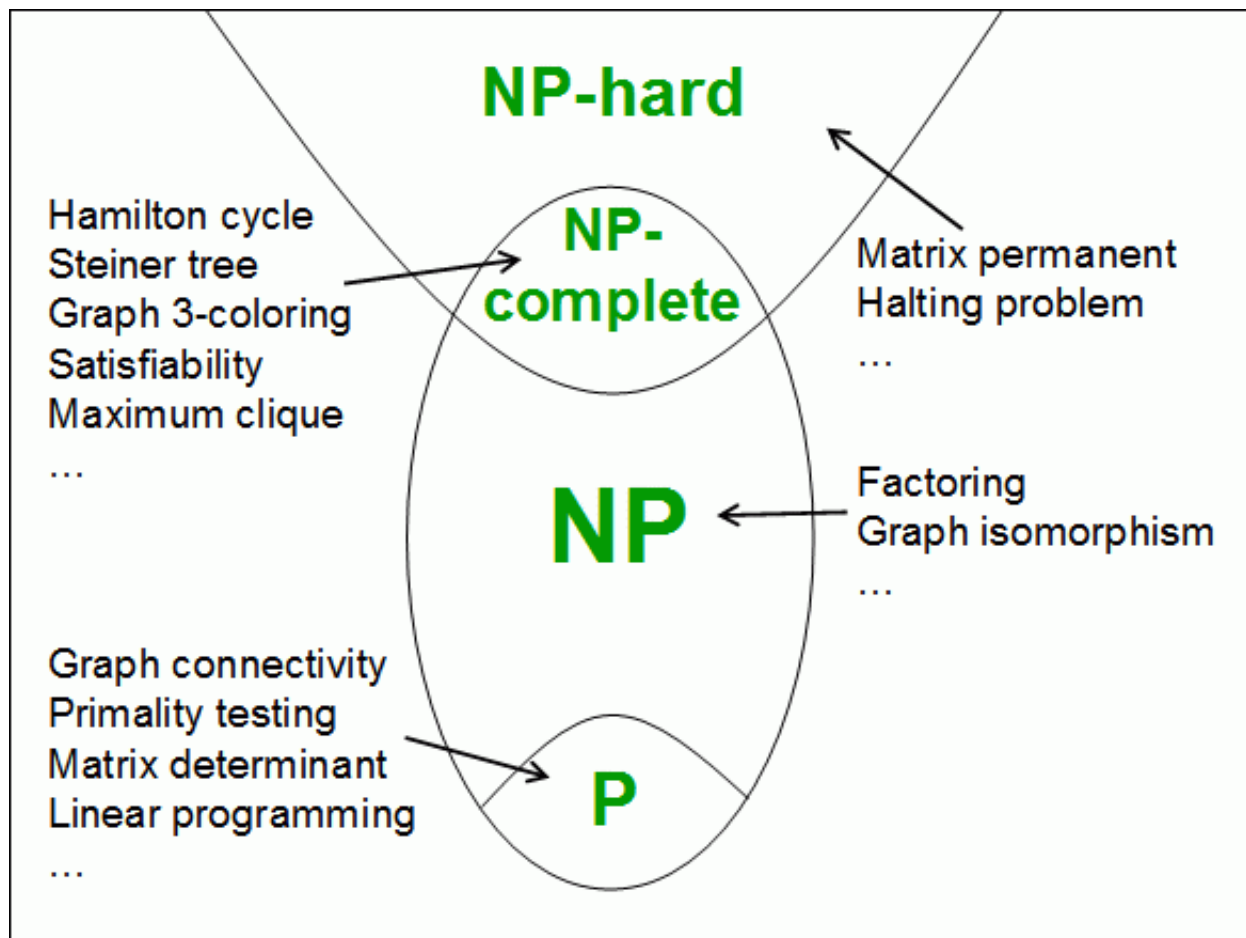 NP-hard
Hamilton cycle
Steiner tree
Graph 3-coloring
Satisfiability
Maximum clique
…
NP-
complete
Matrix permanent
Halting problem
…
NP
Factoring
Graph isomorphism
…
Graph connectivity
Primality testing
Matrix determinant
Linear programming
…
P